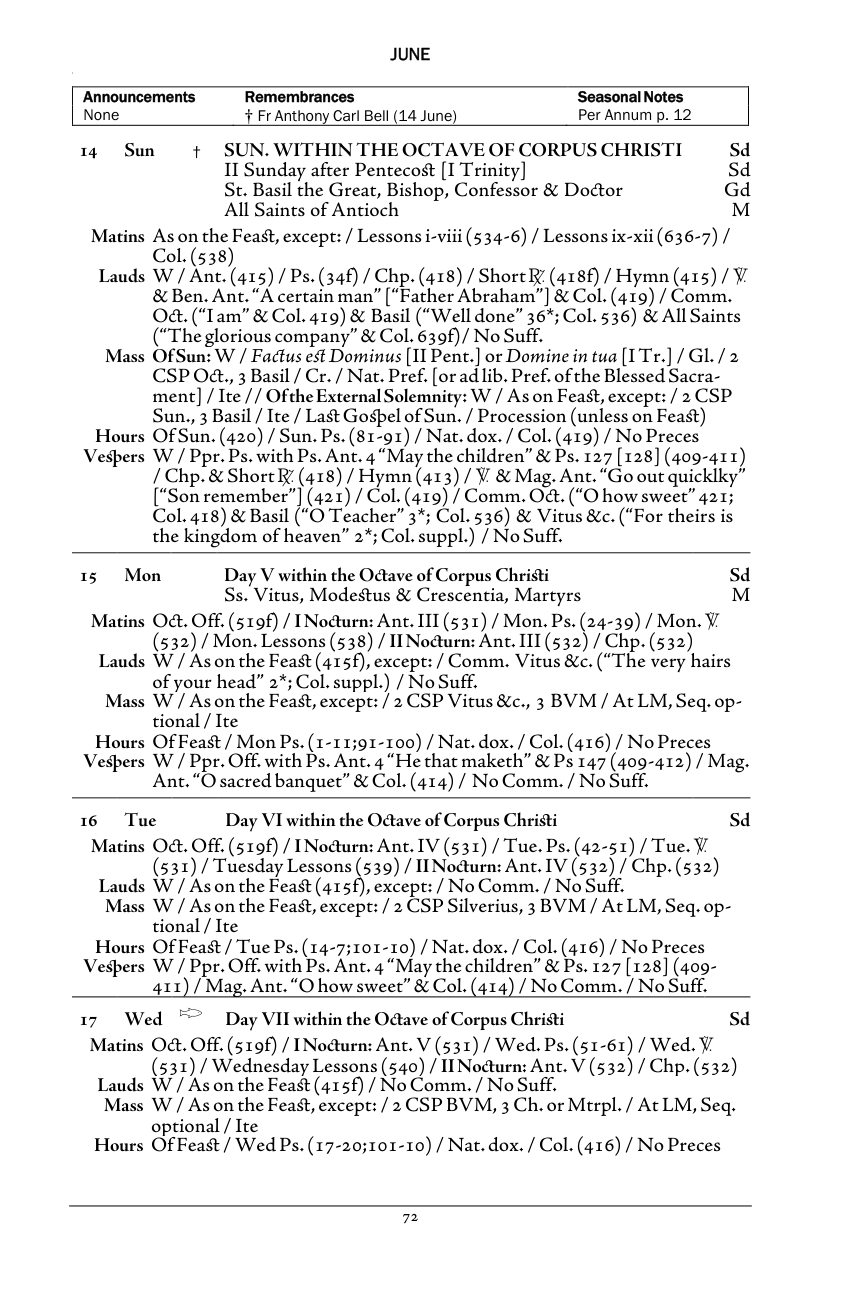 JUNE
Announcements Remembrances Seasonal Notes
None † Fr Anthony Carl Bell (14 June) Per Annum p. 12
14 Sun † SUN. WITHIN THE OCTAVE OF CORPUS CHRISTI Sd
II Sunday after Pentecost [I Trinity] Sd
St. Basil the Great, Bishop, Confessor & Doctor Gd
All Saints of Antioch M
Matins As on the Feast, except: / Lessons i-viii (534-6) / Lessons ix-xii (636-7) /
Col. (538)
Lauds W / Ant. (415) / Ps. (34f) / Chp. (418) / Short ℟. (418f) / Hymn (415) / ℣.
& Ben. Ant. “A certain man” [“Father Abraham”] & Col. (419) / Comm.
Oct. (“I am” & Col. 419) & Basil (“Well done” 36*; Col. 536) & All Saints
(“The glorious company” & Col. 639f)/ No Suff.
Mass Of Sun: W / Factus est Dominus [II Pent.] or Domine in tua [I Tr.] / Gl. / 2
CSP Oct., 3 Basil / Cr. / Nat. Pref. [or ad lib. Pref. of the Blessed Sacra-
ment] / Ite // Of the External Solemnity: W / As on Feast, except: / 2 CSP
Sun., 3 Basil / Ite / Last Gospel of Sun. / Procession (unless on Feast)
Hours Of Sun. (420) / Sun. Ps. (81-91) / Nat. dox. / Col. (419) / No Preces
Vespers W / Ppr. Ps. with Ps. Ant. 4 “May the children” & Ps. 127 [128] (409-411)
/ Chp. & Short ℟. (418) / Hymn (413) / ℣. & Mag. Ant. “Go out quicklky”
[“Son remember”] (421) / Col. (419) / Comm. Oct. (“O how sweet” 421;
Col. 418) & Basil (“O Teacher” 3*; Col. 536) & Vitus &c. (“For theirs is
the kingdom of heaven” 2*; Col. suppl.) / No Suff.
15 Mon Day V within the Octave of Corpus Christi Sd
Ss. Vitus, Modestus & Crescentia, Martyrs M
Matins Oct. Off. (519f) / I Nocturn: Ant. III (531) / Mon. Ps. (24-39) / Mon. ℣.
(532) / Mon. Lessons (538) / II Nocturn: Ant. III (532) / Chp. (532)
Lauds W / As on the Feast (415f), except: / Comm. Vitus &c. (“The very hairs
of your head” 2*; Col. suppl.) / No Suff.
Mass W / As on the Feast, except: / 2 CSP Vitus &c., 3 BVM / At LM, Seq. op-
tional / Ite
Hours Of Feast / Mon Ps. (1-11;91-100) / Nat. dox. / Col. (416) / No Preces
Vespers W / Ppr. Off. with Ps. Ant. 4 “He that maketh” & Ps 147 (409-412) / Mag.
Ant. “O sacred banquet” & Col. (414) / No Comm. / No Suff.
16 Tue Day VI within the Octave of Corpus Christi Sd
Matins Oct. Off. (519f) / I Nocturn: Ant. IV (531) / Tue. Ps. (42-51) / Tue. ℣.
(531) / Tuesday Lessons (539) / II Nocturn: Ant. IV (532) / Chp. (532)
Lauds W / As on the Feast (415f), except: / No Comm. / No Suff.
Mass W / As on the Feast, except: / 2 CSP Silverius, 3 BVM / At LM, Seq. op-
tional / Ite
Hours Of Feast / Tue Ps. (14-7;101-10) / Nat. dox. / Col. (416) / No Preces
Vespers W / Ppr. Off. with Ps. Ant. 4 “May the children” & Ps. 127 [128] (409-
411) / Mag. Ant. “O how sweet” & Col. (414) / No Comm. / No Suff.
17 Wed Day VII within the Octave of Corpus Christi Sd
Matins Oct. Off. (519f) / I Nocturn: Ant. V (531) / Wed. Ps. (51-61) / Wed. ℣.
(531) / Wednesday Lessons (540) / II Nocturn: Ant. V (532) / Chp. (532)
Lauds W / As on the Feast (415f) / No Comm. / No Suff.
Mass W / As on the Feast, except: / 2 CSP BVM, 3 Ch. or Mtrpl. / At LM, Seq.
optional / Ite
Hours Of Feast / Wed Ps. (17-20;101-10) / Nat. dox. / Col. (416) / No Preces
72